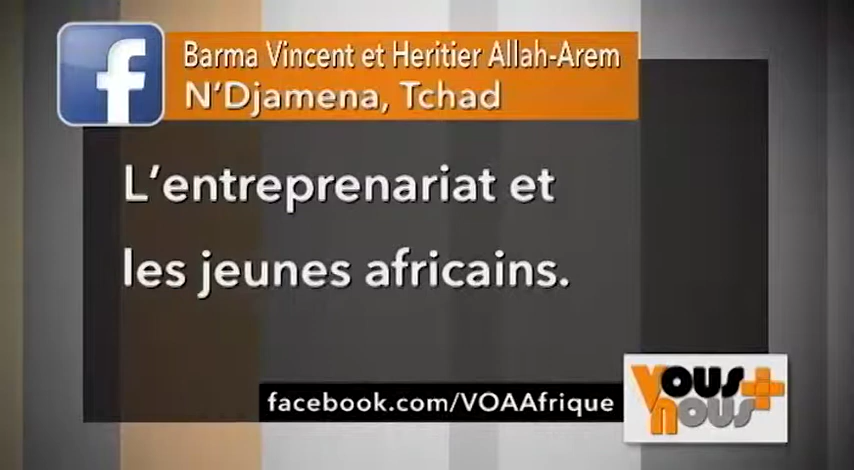 f
Barma Vincent et Heritier Allah-Arem
N'Djamena, Tchad
L'entreprenariat et
les jeunes africains.
facebook.com/VOAAfrique
Vous+
nous